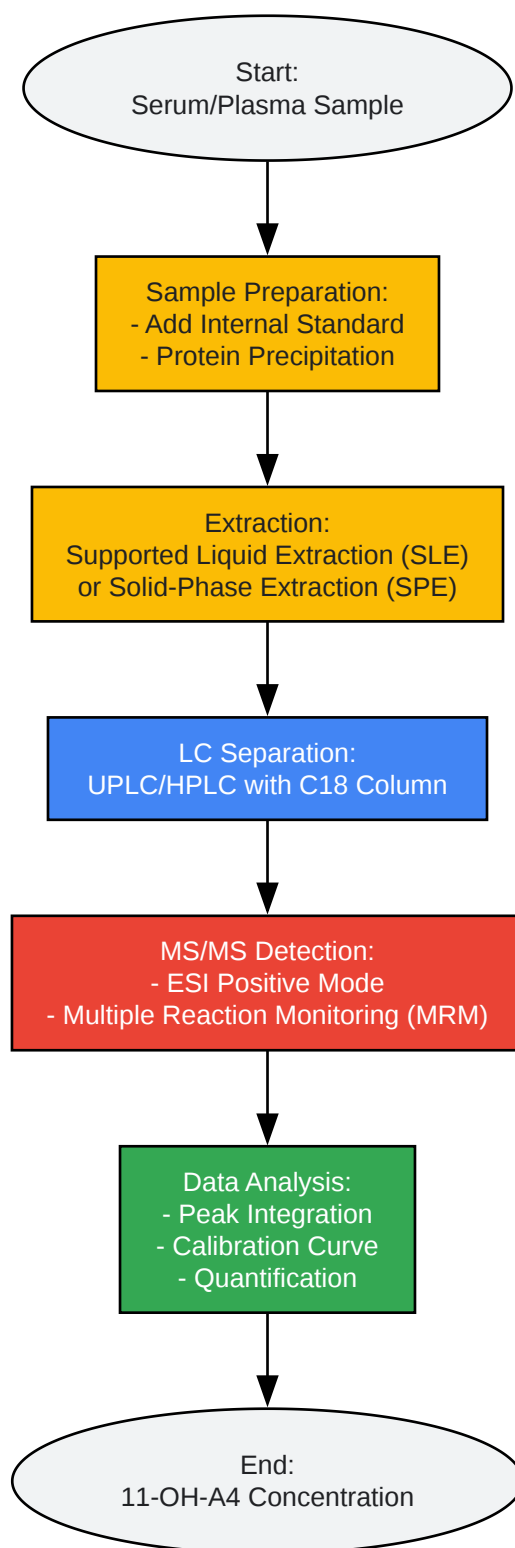 Start:
Serum/Plasma Sample
Sample Preparation:
- Add Internal Standard
- Protein Precipitation
Extraction:
Supported Liquid Extraction (SLE)
or Solid-Phase Extraction (SPE)
LC Separation:
UPLC/HPLC with C18 Column
MS/MS Detection:
- ESI Positive Mode
- Multiple Reaction Monitoring (MRM)
Data Analysis:
- Peak Integration
- Calibration Curve
- Quantification
End:
11-OH-A4 Concentration